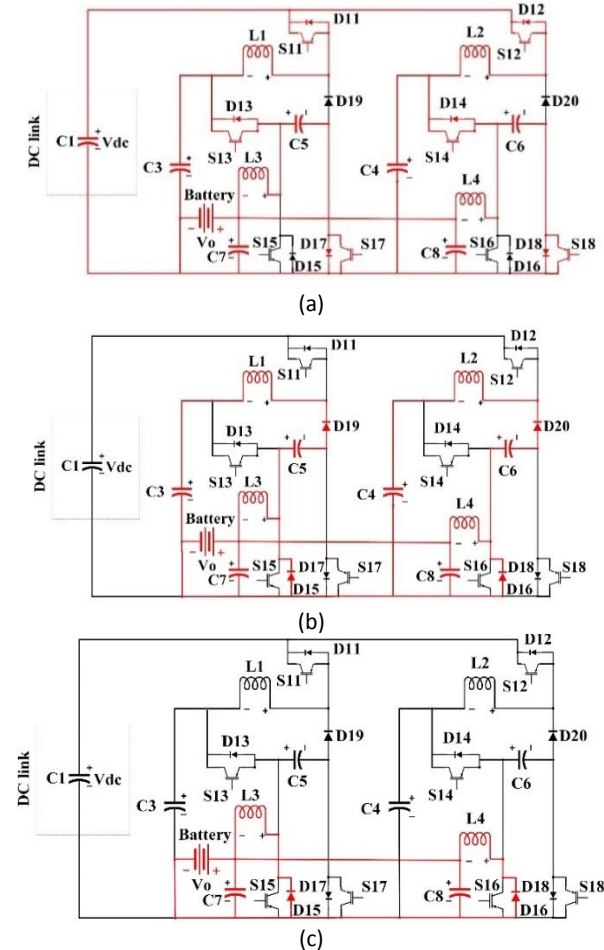 D11
D12
L1
S11
L2
S12
DC link
C1
Vdc
D13
D19
D14
D20
C3
S13
C5
C4
S14
C6
L3
L4
Battery
Vo
C7
S15
D17
S17
D15
C8
S16
D18
S18
D16
(a)
D11
D12
L1
S11
L2
S12
DC link
C1
Vdc
D13
D19
D14
D20
C3
S13
C5
C4
S14
C6
L3
L4
Battery
Vo
C7
S15
D17
S17
D15
C8
S16
D18
S18
D16
(b)
D11
D12
L1
S11
L2
S12
DC link
C1
Vdc
D13
D19
D14
D20
C3
S13
C5
C4
S14
C6
L3
L4
Battery
Vo
C7
S15
D17
S17
D15
C8
S16
D18
S18
D16
(c)